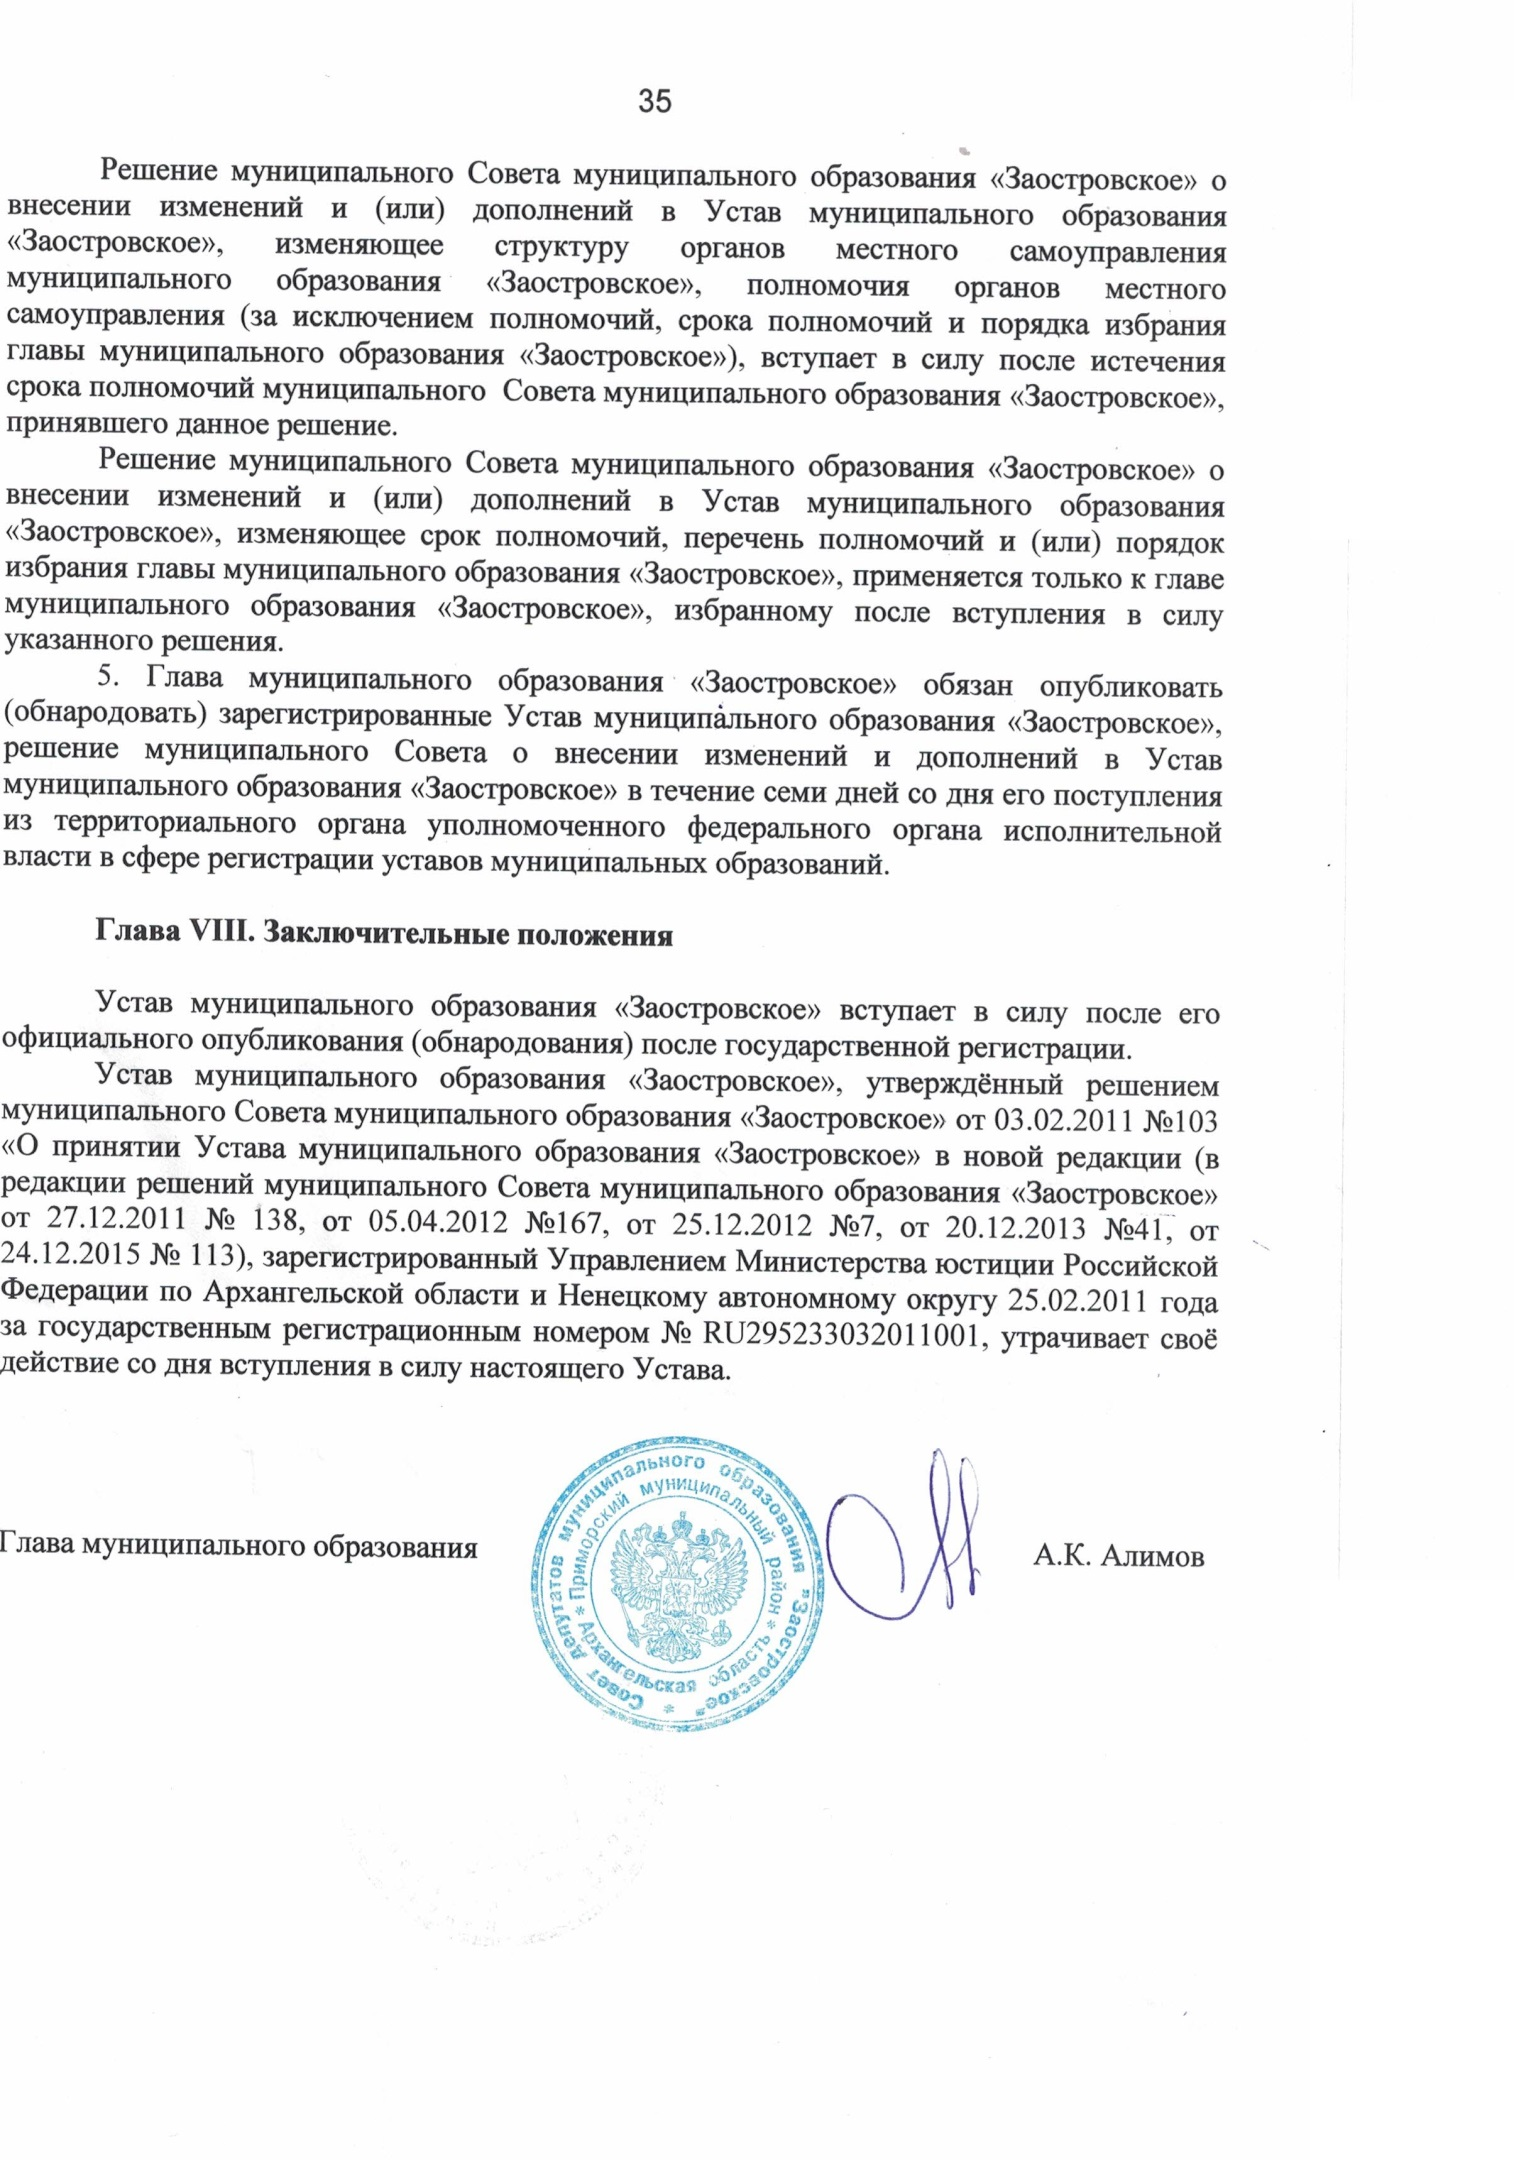 35
Решение муниципального Совета муниципального образования «Заостровское» о
внесении изменений и (или) дополнений в Устав муниципального образования
«Заостровское», изменяющее структуру органов местного самоуправления
муниципального образования «Заостровское», полномочия органов местного
самоуправления (за исключением полномочий, срока полномочий и порядка избрания
главы муниципального образования «Заостровское»), вступает в силу после истечения
срока полномочий муниципального Совета муниципального образования «Заостровское»,
принявшего данное решение.
Решение муниципального Совета муниципального образования «Заостровское» о
внесении изменений и (или) дополнений в Устав муниципального образования
«Заостровское», изменяющее срок полномочий, перечень полномочий и (или) порядок
избрания главы муниципального образования «Заостровское», применяется только к главе
муниципального образования «Заостровское», избранному после вступления в силу
указанного решения.
5. Глава муниципального образования «Заостровское» обязан опубликовать
(обнародовать) зарегистрированные Устав муниципального образования «Заостровское»,
решение муниципального Совета о внесении изменений и дополнений в Устав
муниципального образования «Заостровское» в течение семи дней со дня его поступления
из территориального органа уполномоченного федерального органа исполнительной
власти в сфере регистрации уставов муниципальных образований.
Глава VIII. Заключительные положения
Устав муниципального образования «Заостровское» вступает в силу после его
официального опубликования (обнародования) после государственной регистрации.
Устав муниципального образования «Заостровское», утверждённый решением
муниципального Совета муниципального образования «Заостровское» от 03.02.2011 №103
«О принятии Устава муниципального образования «Заостровское» в новой редакции (в
редакции решений муниципального Совета муниципального образования «Заостровское»
от 27.12.2011 № 138, от 05.04.2012 №167, от 25.12.2012 №7, от 20.12.2013 №41, от
24.12.2015 № 113), зарегистрированный Управлением Министерства юстиции Российской
Федерации по Архангельской области и Ненецкому автономному округу 25.02.2011 года
за государственным регистрационным номером № RU295233032011001, утрачивает своё
действие со дня вступления в силу настоящего Устава.
Глава муниципального образования
А.К. Алимов
* Совет депутатов муниципального образования "Заостровское"
* Приморский муниципальный район * Архангельская область